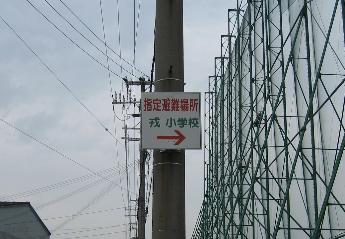 指定避難場所
戎 小学校